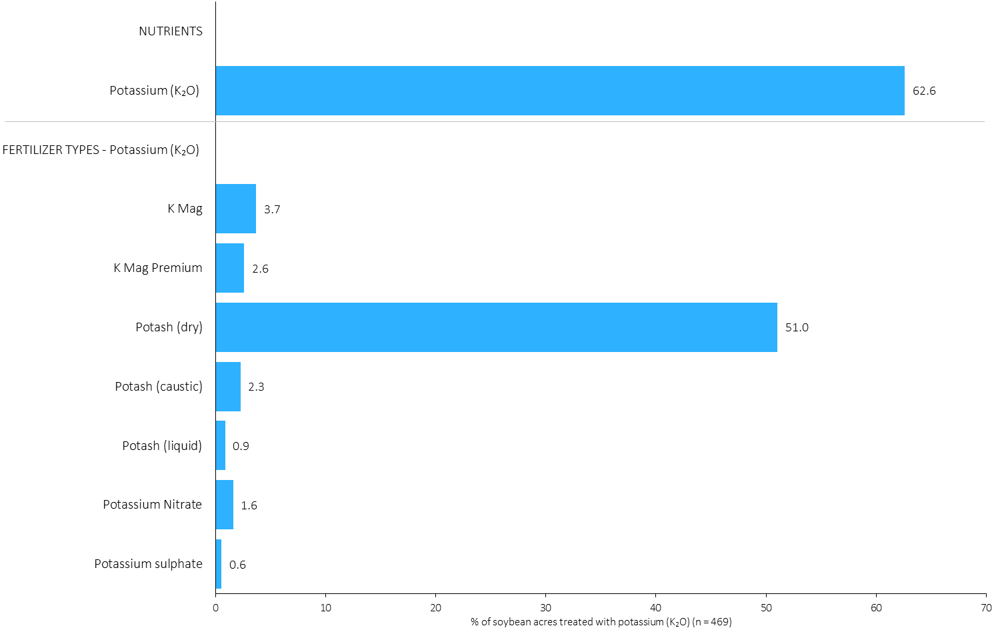 NUTRIENTS
Potassium (K₂O) 62.6
FERTILIZER TYPES - Potassium (K₂O)
K Mag 3.7
K Mag Premium 2.6
Potash (dry) 51.0
Potash (caustic) 2.3
Potash (liquid) 0.9
Potassium Nitrate 1.6
Potassium sulphate 0.6
0 10 20 30 40 50 60 70
% of soybean acres treated with potassium (K₂O) (n = 469)